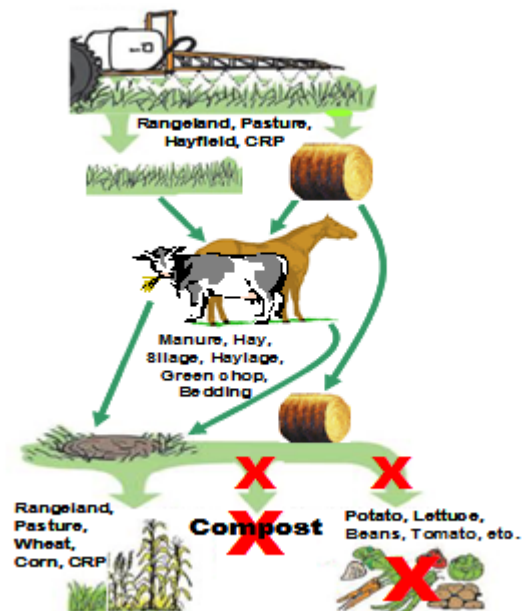 Rangeland, Pasture,
Hayfield, CRP
Manure, Hay,
Silage, Haylage,
Green chop,
Bedding
Rangeland,
Pasture,
Wheat,
Corn, CRP
Compost
Potato, Lettuce,
Beans, Tomato, etc.